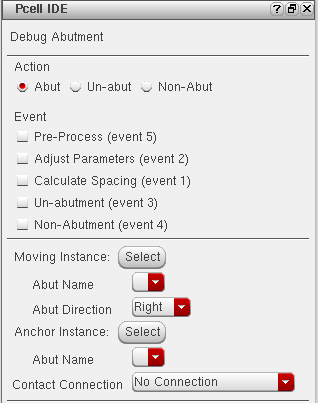 Pcell IDE ?
Debug Abutment
Action
Abut Un-abut Non-Abut
Event
Pre-Process (event 5)
Adjust Parameters (event 2)
Calculate Spacing (event 1)
Un-abutment (event 3)
Non-Abutment (event 4)
Moving Instance: Select
Abut Name
Abut Direction Right
Anchor Instance: Select
Abut Name
Contact Connection No Connection